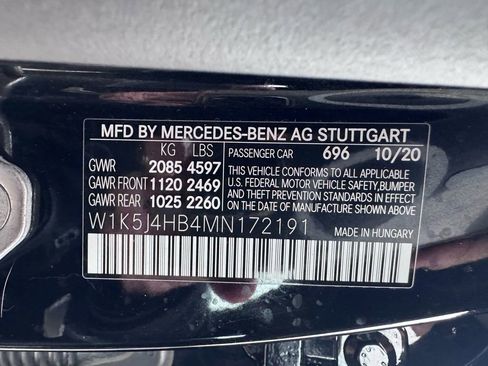 MFD BY MERCEDES-BENZ AG STUTTGART
KG LBS PASSENGER CAR 696 10/20
GVWR 2085 4597 THIS VEHICLE CONFORMS TO ALL APPLICABLE
GAWR FRONT 1120 2469 U.S. FEDERAL MOTOR VEHICLE SAFETY,BUMPER
GAWR REAR 1025 2260 AND THEFT PREVENTION STANDARDS IN EFFECT
ON THE DATE OF MANUFACTURE SHOWN ABOVE
W1K5J4HB4MN172191 MADE IN HUNGARY